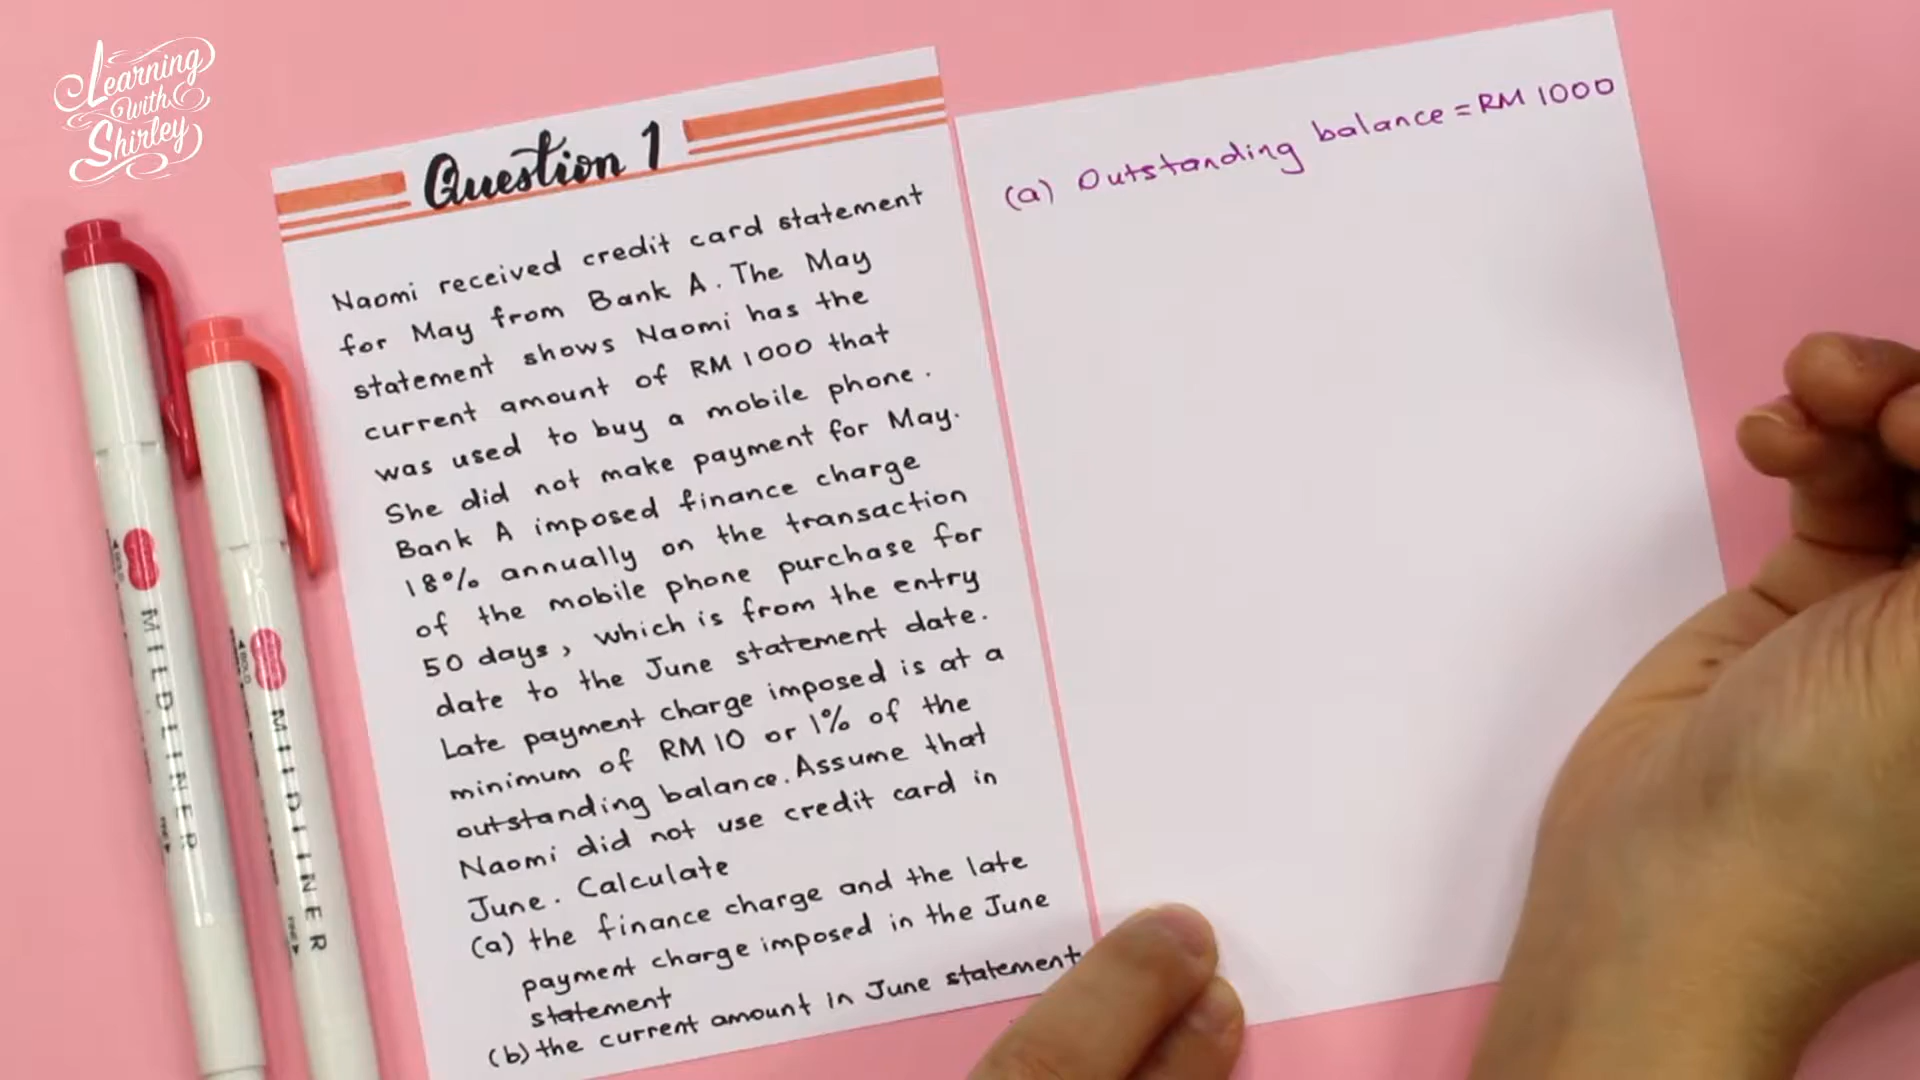 Learning
With
Shirley
Question 1
Naomi received credit card statement
for May from Bank A. The May
statement shows Naomi has the
current amount of RM 1000 that
was used to buy a mobile phone.
She did not make payment for May.
Bank A imposed finance charge
18% annually on the transaction
of the mobile phone purchase for
50 days, which is from the entry
date to the June statement date.
Late payment charge imposed is at a
minimum of RM 10 or 1% of the
outstanding balance. Assume that
Naomi did not use credit card in
June. Calculate
(a) the finance charge and the late
payment charge imposed in the June
statement
(b) the current amount in June statement
(a) Outstanding balance = RM 1000
MILDLINER
MILDLINER